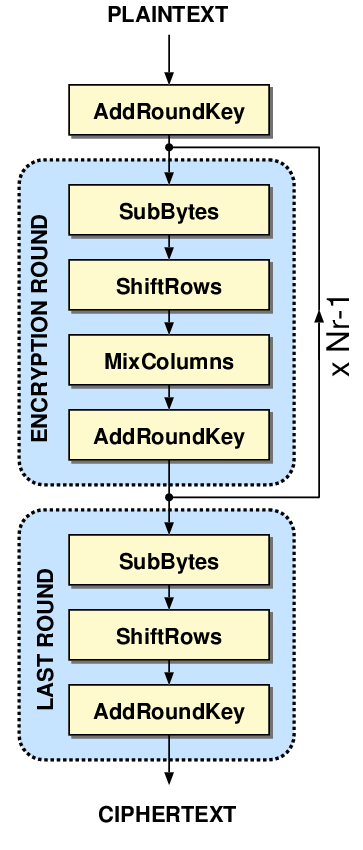 PLAINTEXT
AddRoundKey
ENCRYPTION ROUND
SubBytes
ShiftRows
MixColumns
AddRoundKey
x Nr-1
LAST ROUND
SubBytes
ShiftRows
AddRoundKey
CIPHERTEXT